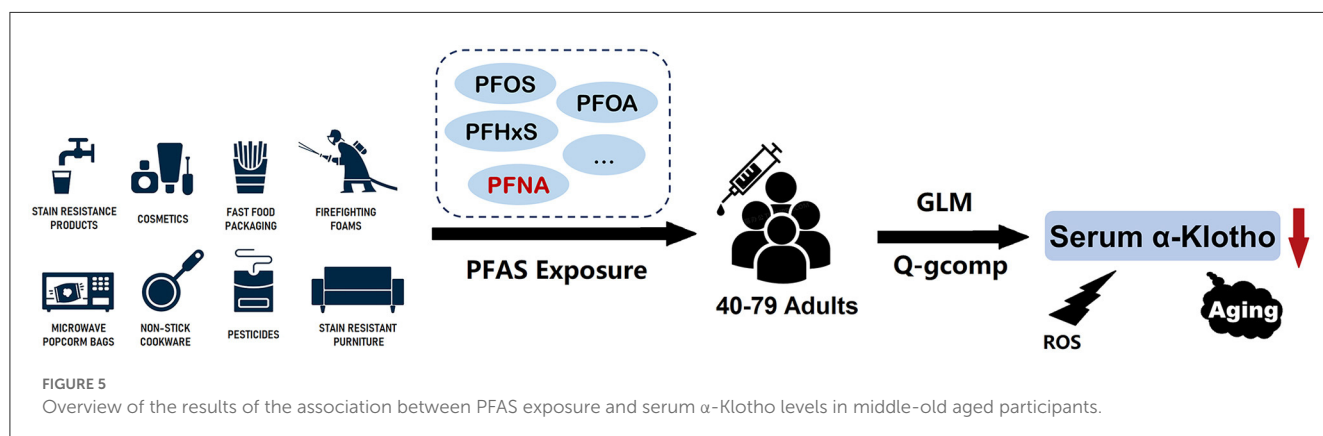 STAIN RESISTANCE
PRODUCTS
COSMETICS
FAST FOOD
PACKAGING
FIREFIGHTING
FOAMS
MICROWAVE
POPCORM BAGS
NON-STICK
COOKWARE
PESTICIDES
STAIN RESISTANT
PURNITURE
PFOS
PFOA
PFHxS
...
PFNA
PFAS Exposure
40-79 Adults
GLM
Q-gcomp
Serum α-Klotho
ROS
Aging
FIGURE 5
Overview of the results of the association between PFAS exposure and serum α-Klotho levels in middle-old aged participants.